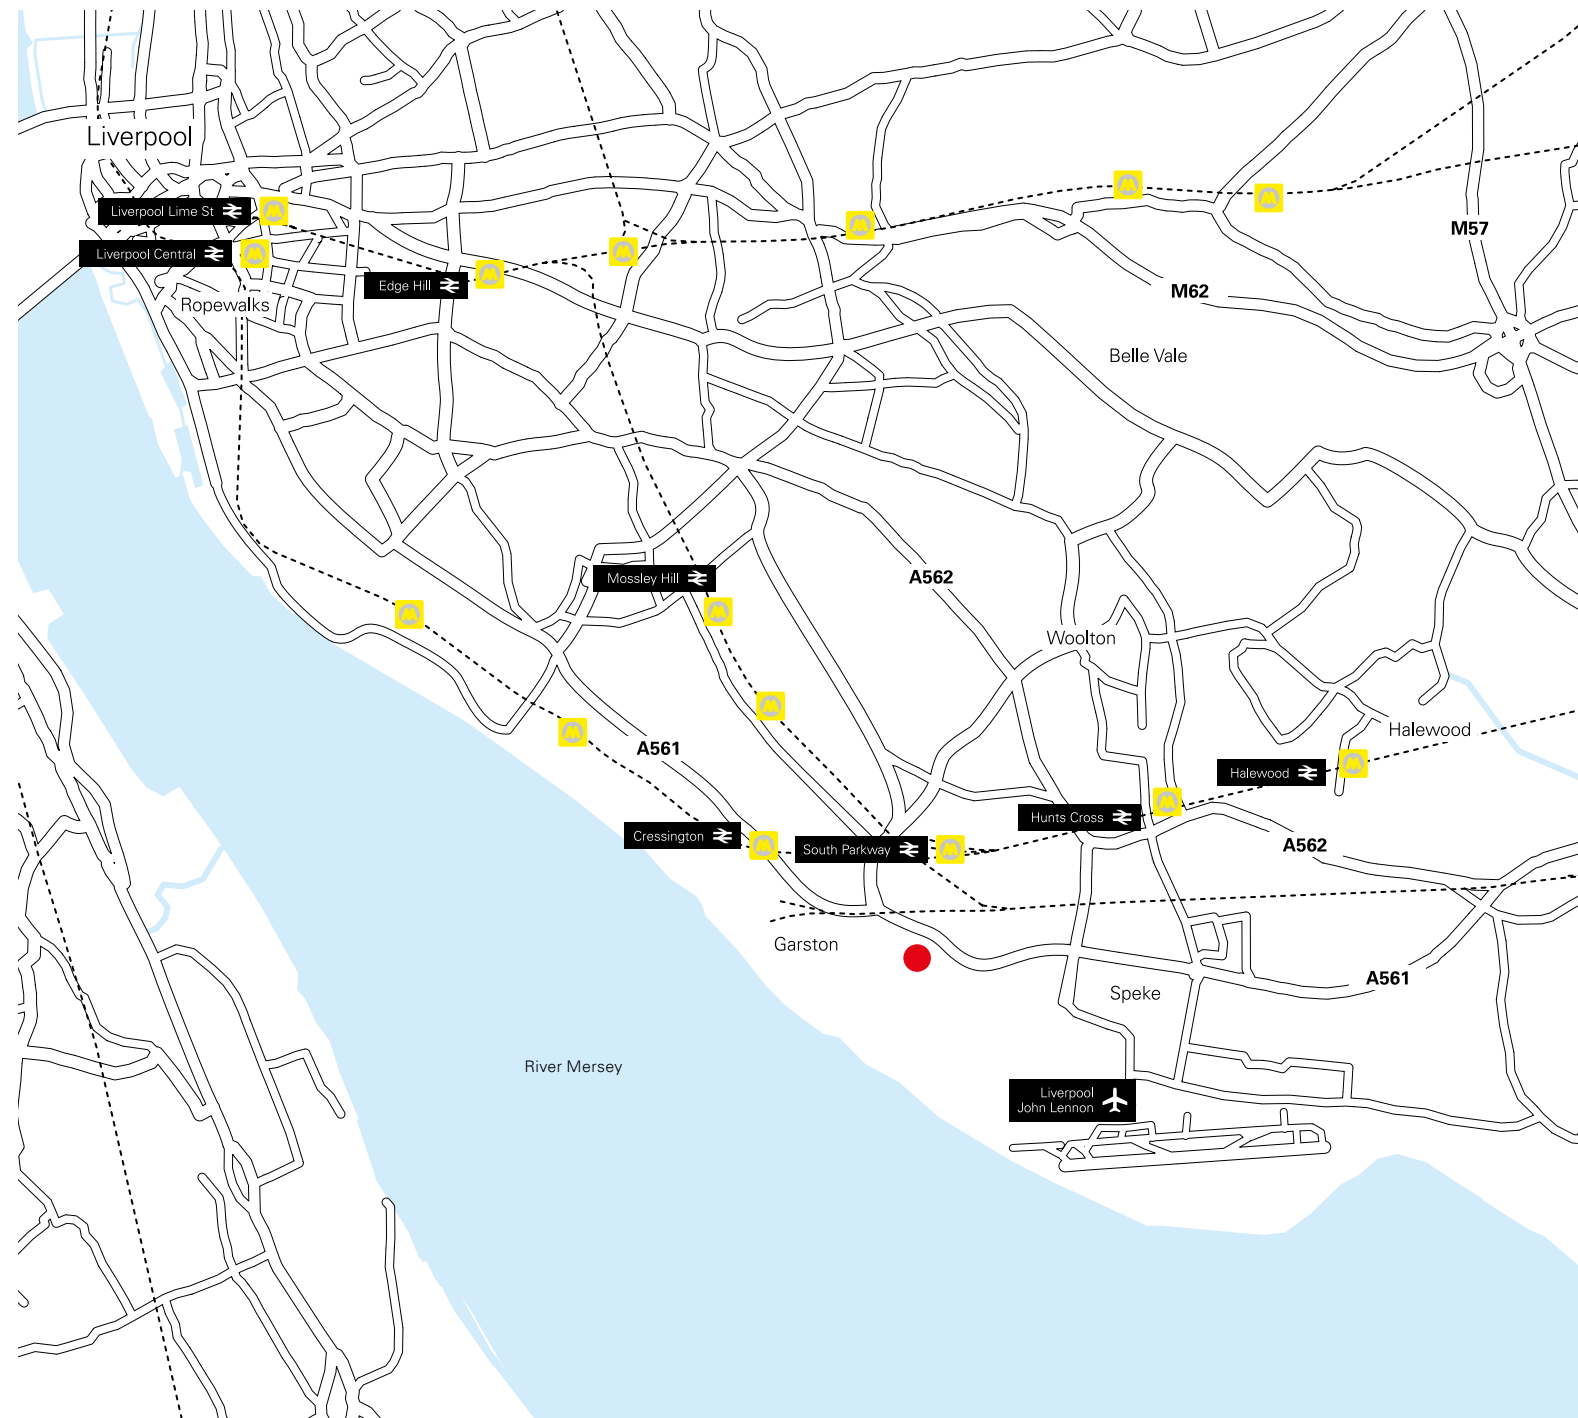 Liverpool
Liverpool Lime St
M57
Liverpool Central
Edge Hill
M62
Ropewalks
Belle Vale
Mossley Hill
A562
Woolton
Halewood
A561
Halewood
Hunts Cross
Cressington
South Parkway
A562
Garston
A561
Speke
River Mersey
Liverpool
John Lennon